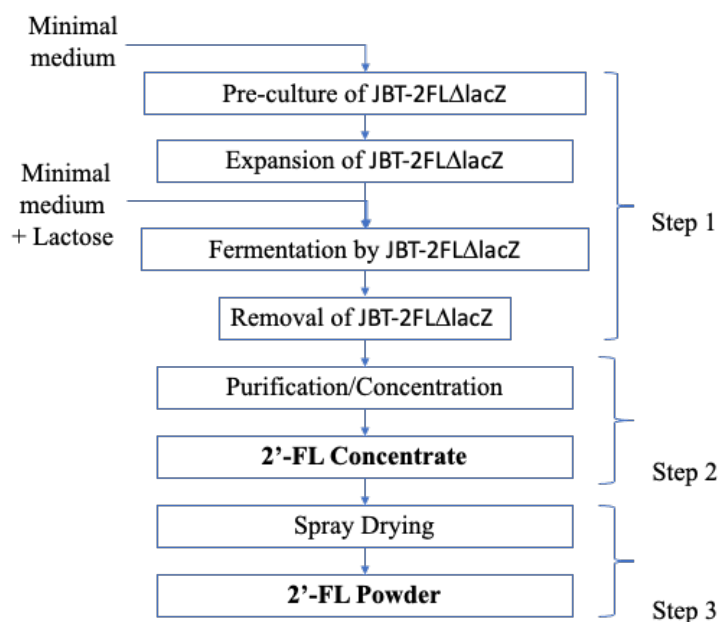 Minimal
medium
Pre-culture of JBT-2FLΔlacZ
Expansion of JBT-2FLΔlacZ
Minimal
medium
+ Lactose
Fermentation by JBT-2FLΔlacZ
Removal of JBT-2FLΔlacZ
Step 1
Purification/Concentration
2’-FL Concentrate
Step 2
Spray Drying
2’-FL Powder
Step 3